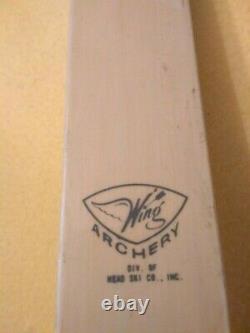 Wing
ARCHERY
DIV. OF
HEAD SKI CO., INC.